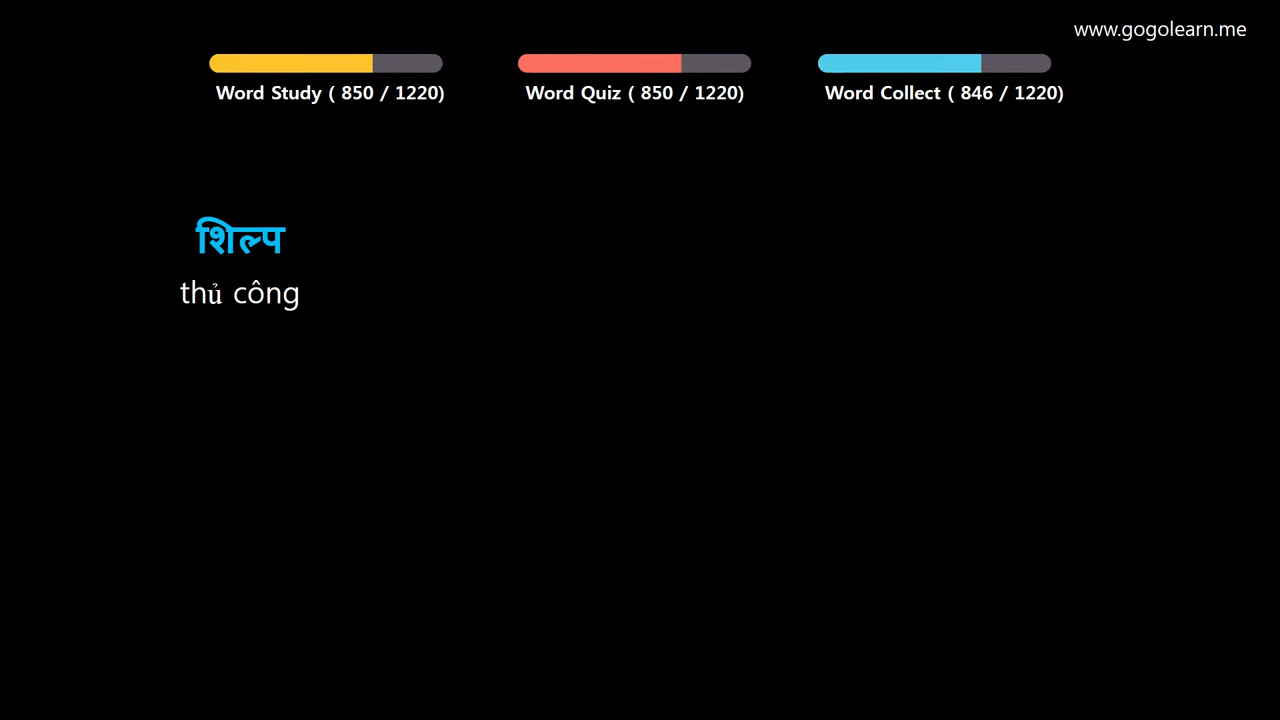 www.gogolearn.me
Word Study ( 850 / 1220)
Word Quiz ( 850 / 1220)
Word Collect ( 846 / 1220)
शिल्प
thủ công